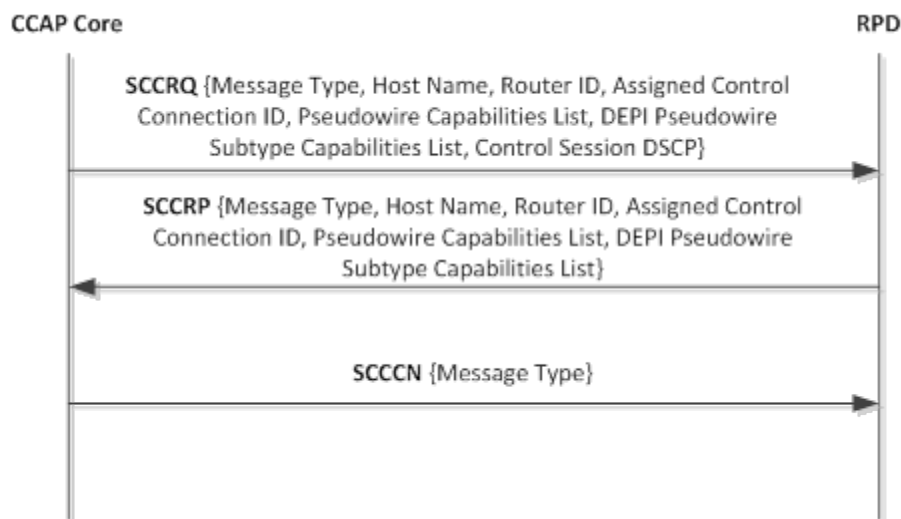 CCAP Core
RPD
SCCRQ {Message Type, Host Name, Router ID, Assigned Control
Connection ID, Pseudowire Capabilities List, DEPI Pseudowire
Subtype Capabilities List, Control Session DSCP}
SCCRP {Message Type, Host Name, Router ID, Assigned Control
Connection ID, Pseudowire Capabilities List, DEPI Pseudowire
Subtype Capabilities List}
SCCCN {Message Type}